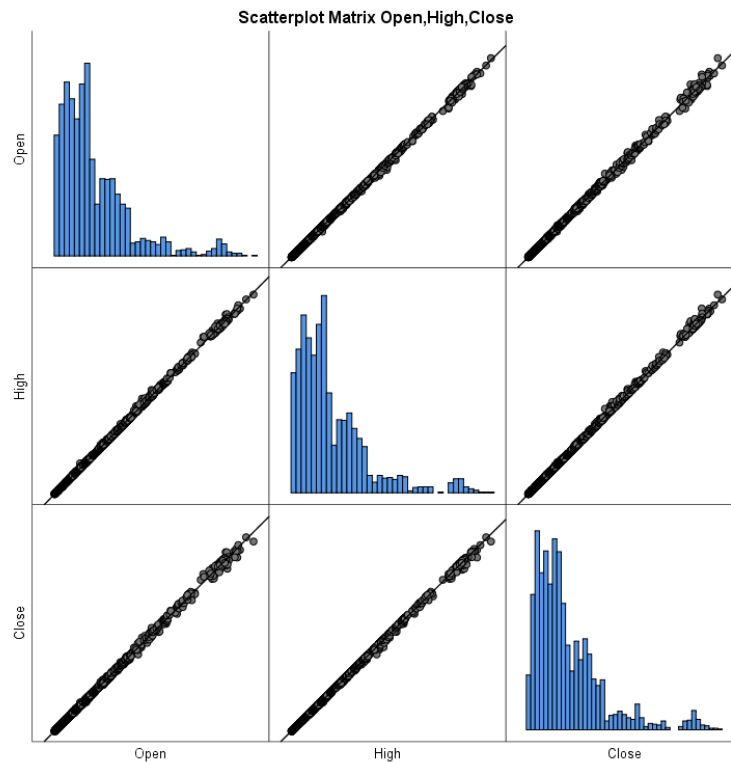 Scatterplot Matrix Open,High,Close
Open
High
Close
Open
High
Close